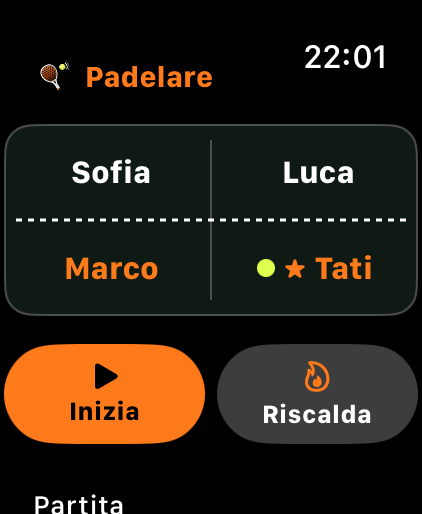 22:01
Padelare
Sofia Luca
Marco Tati
Inizia Riscalda
Partita